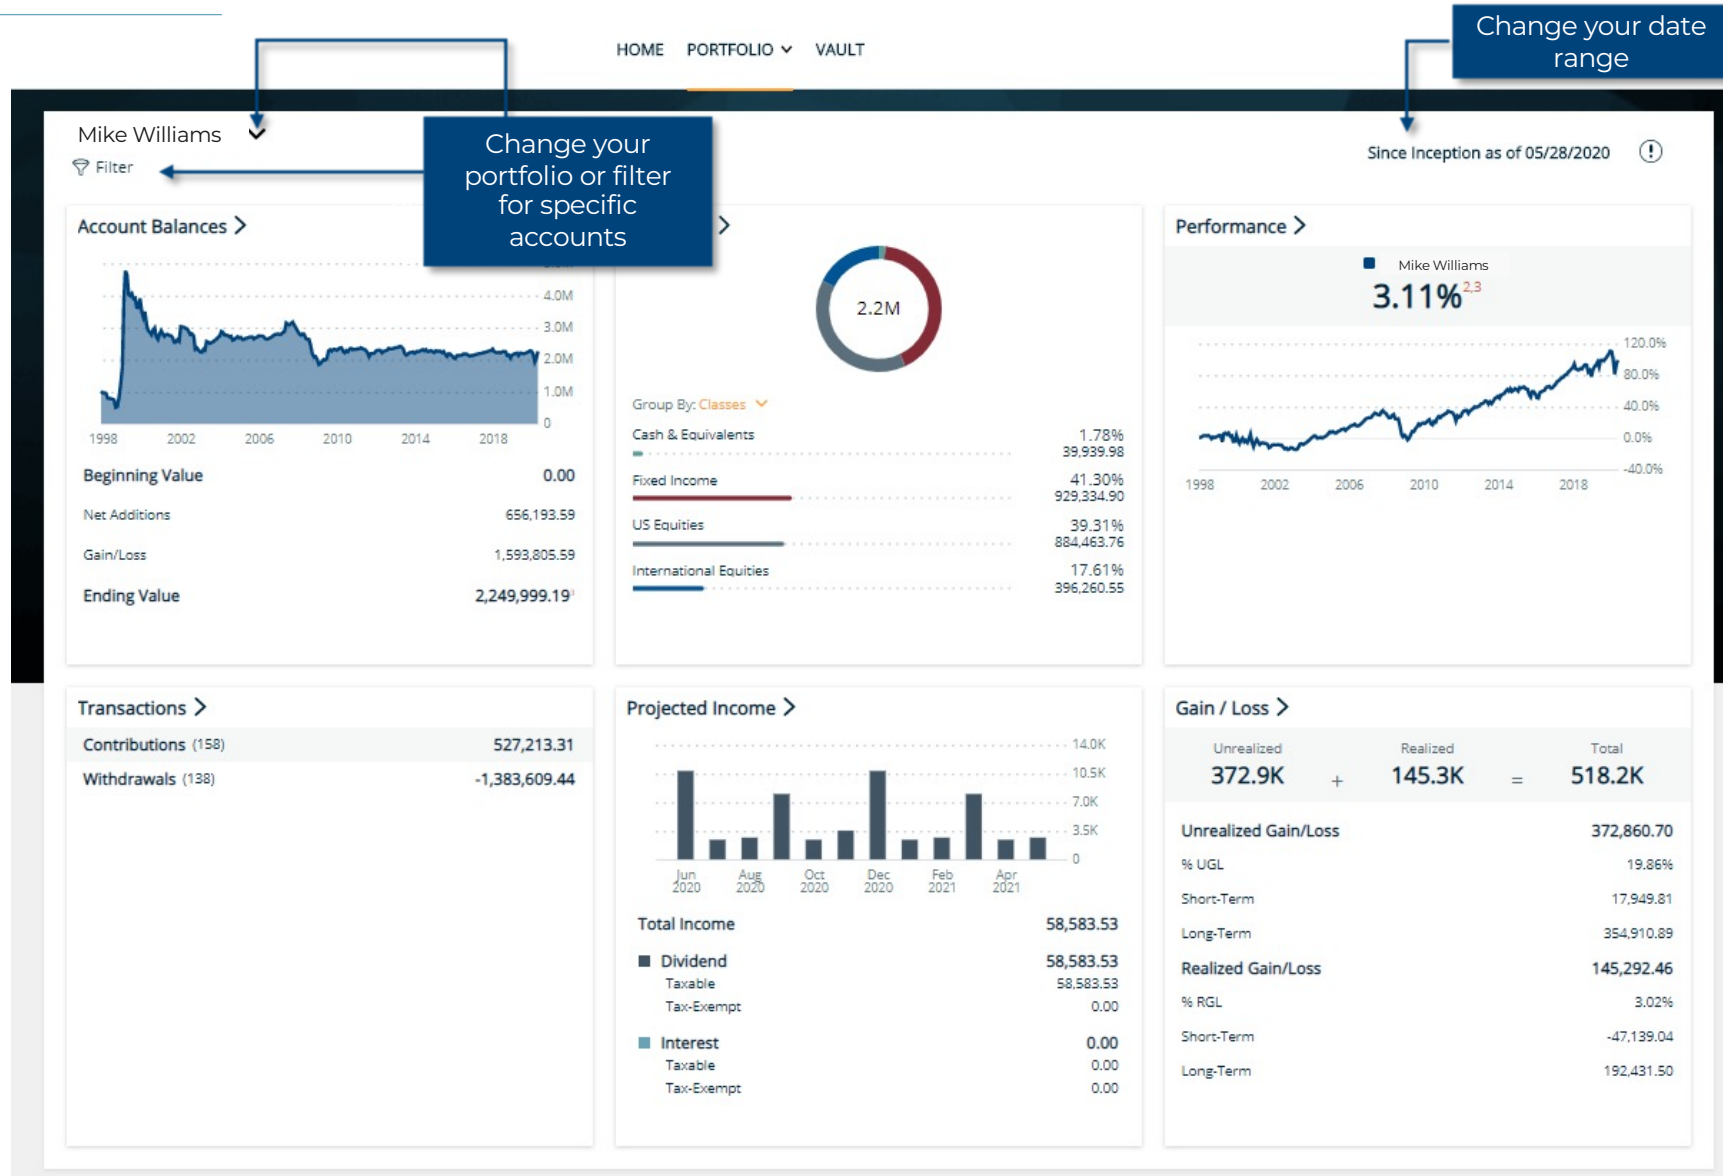 HOME PORTFOLIO VAULT
Change your date
range
Mike Williams
Filter
Change your
portfolio or filter
for specific
accounts
Since Inception as of 05/28/2020
Account Balances
4.0M
3.0M
2.0M
1.0M
0
1998 2002 2006 2010 2014 2018
Beginning Value 0.00
Net Additions 656,193.59
Gain/Loss 1,593,805.59
Ending Value 2,249,999.19
2.2M
Group By: Classes
Cash & Equivalents 1.78%
39,939.98
Fixed Income 41.30%
929,334.90
US Equities 39.31%
884,463.76
International Equities 17.61%
396,260.55
Performance
Mike Williams
3.11% 2,3
120.0%
80.0%
40.0%
0.0%
-40.0%
1998 2002 2006 2010 2014 2018
Transactions
Contributions (158) 527,213.31
Withdrawals (138) -1,383,609.44
Projected Income
14.0K
10.5K
7.0K
3.5K
0
Jun Aug Oct Dec Feb Apr
2020 2020 2020 2020 2021 2021
Total Income 58,583.53
Dividend 58,583.53
Taxable 58,583.53
Tax-Exempt 0.00
Interest 0.00
Taxable 0.00
Tax-Exempt 0.00
Gain / Loss
Unrealized Realized Total
372.9K + 145.3K = 518.2K
Unrealized Gain/Loss 372,860.70
% UGL 19.86%
Short-Term 17,949.81
Long-Term 354,910.89
Realized Gain/Loss 145,292.46
% RGL 3.02%
Short-Term -47,139.04
Long-Term 192,431.50